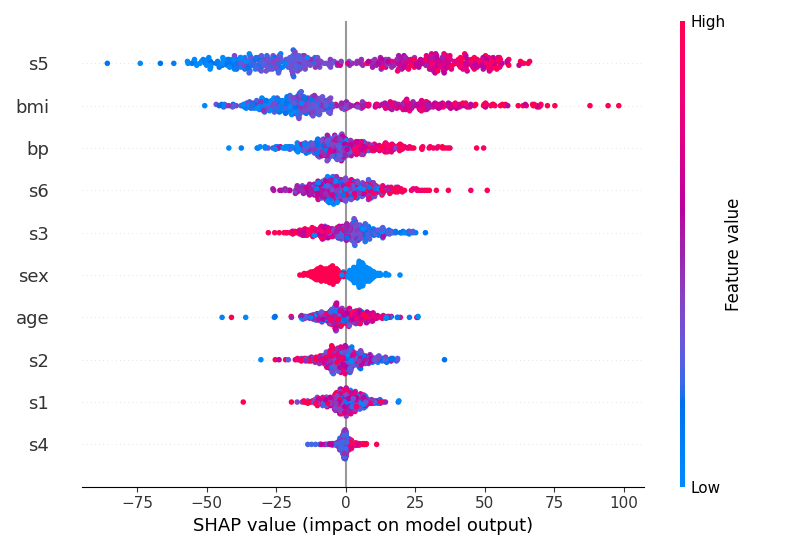 High
s5
bmi
bp
s6
s3
sex
age
s2
s1
s4
Feature value
Low
−75 −50 −25 0 25 50 75 100
SHAP value (impact on model output)